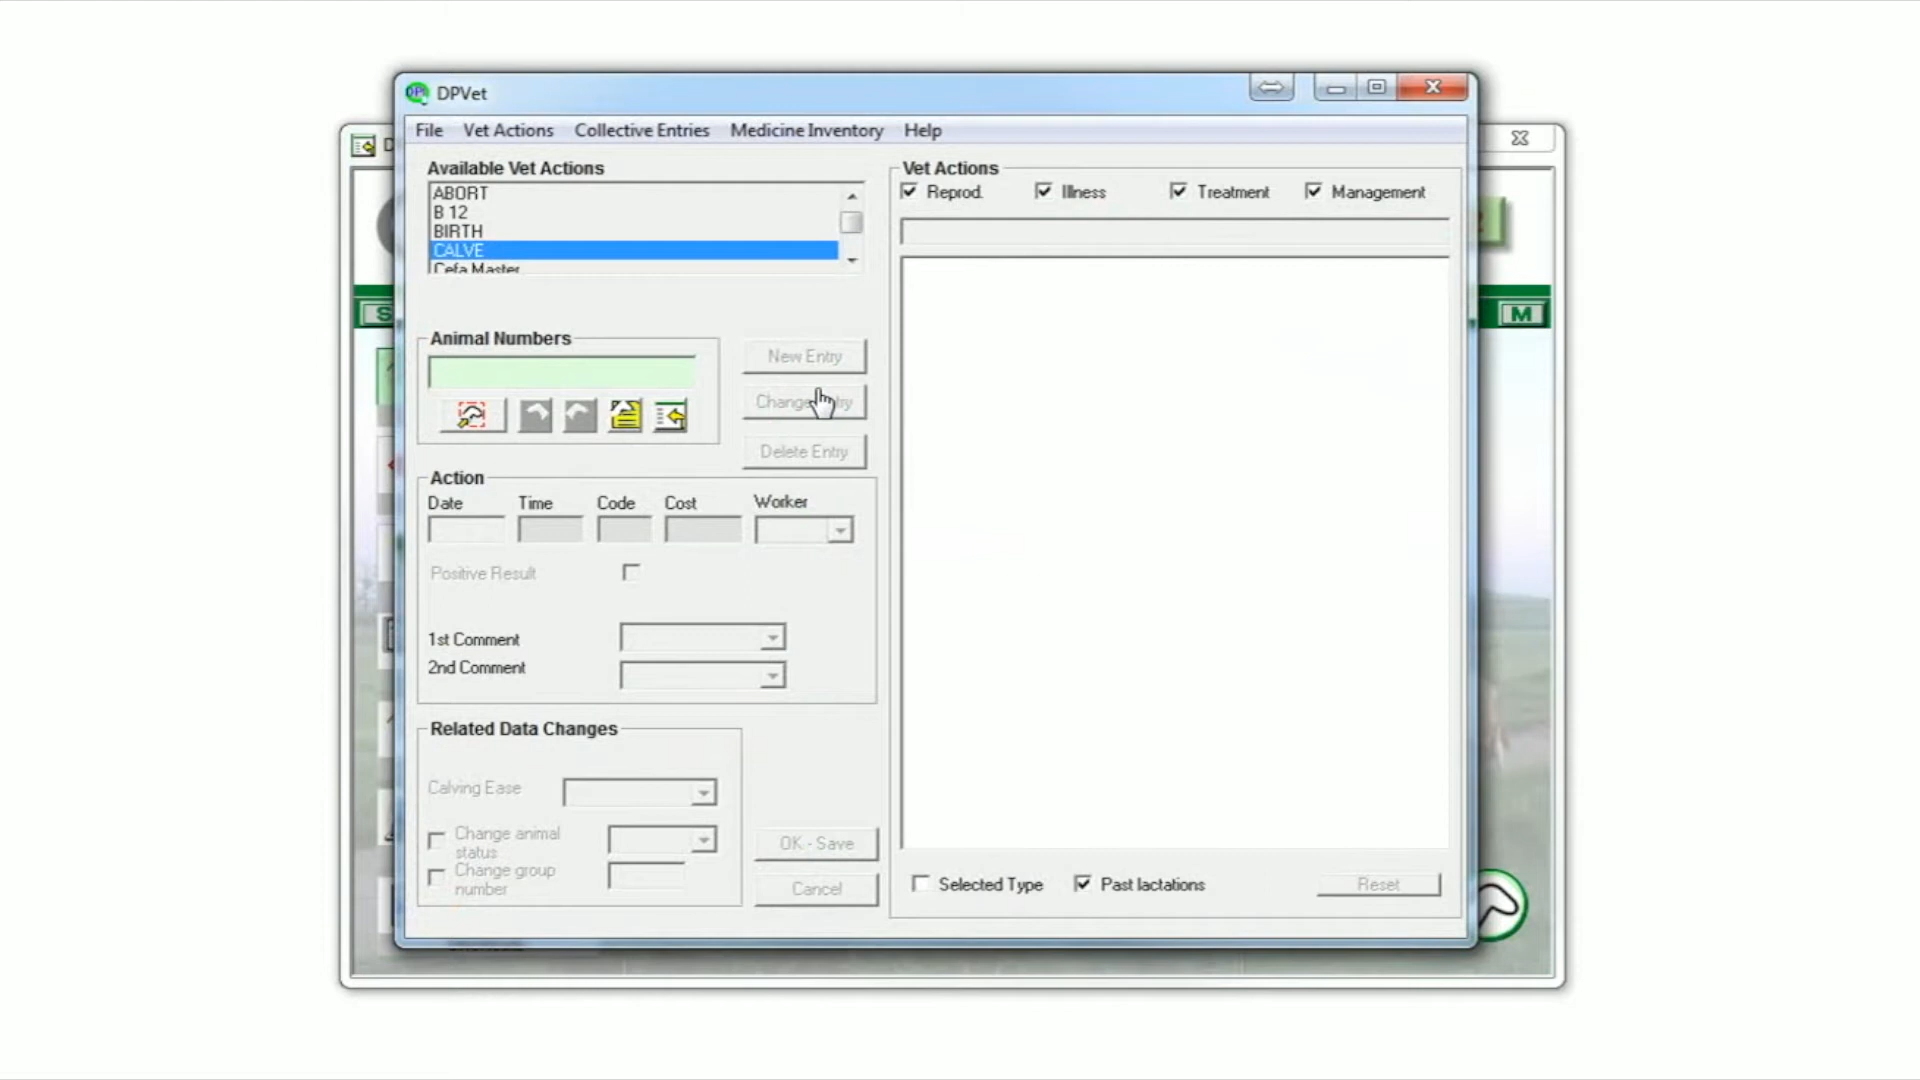 DPVet
File Vet Actions Collective Entries Medicine Inventory Help
Available Vet Actions
ABORT
B 12
BIRTH
CALVE
Cefa Master
Vet Actions
Reprod. Illness Treatment Management
Animal Numbers
New Entry
Delete Entry
Action
Date Time Code Cost Worker
Positive Result
1st Comment
2nd Comment
Related Data Changes
Calving Ease
Change animal
status
Change group
number
OK - Save
Cancel
Selected Type Past lactations Reset
D
S
M